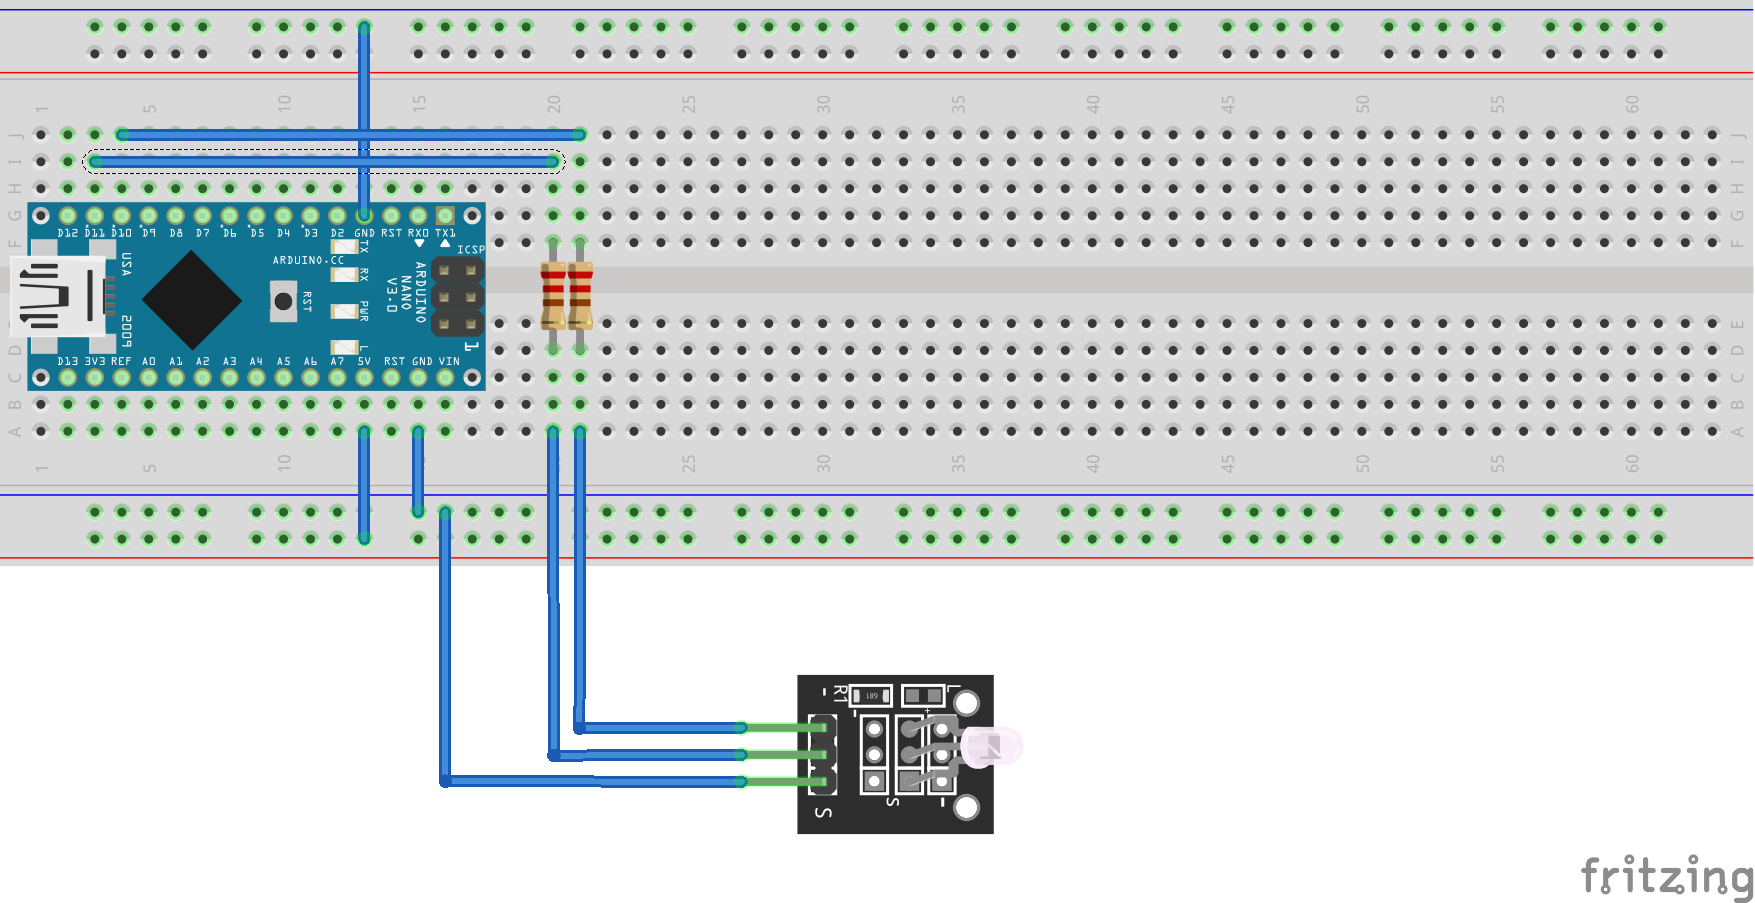 1 5 10 15 20 25 30 35 40 45 50 55 60
J J
I I
H H
G G
F F
D12 D11 D10 D9 D8 D7 D6 D5 D4 D3 D2 GND RST RX0 TX1
USA
ARDUINO.CC
TX
RX
PWR
L
RST
ICSP
ARDUINO
NANO
V3.0
2009
1
D13 3V3 REF A0 A1 A2 A3 A4 A5 A6 A7 5V RST GND VIN
E
D D
C C
B B
A A
1 5 10 25 30 35 40 45 50 55 60
- R1 681 L
- +
S S -
fritzing